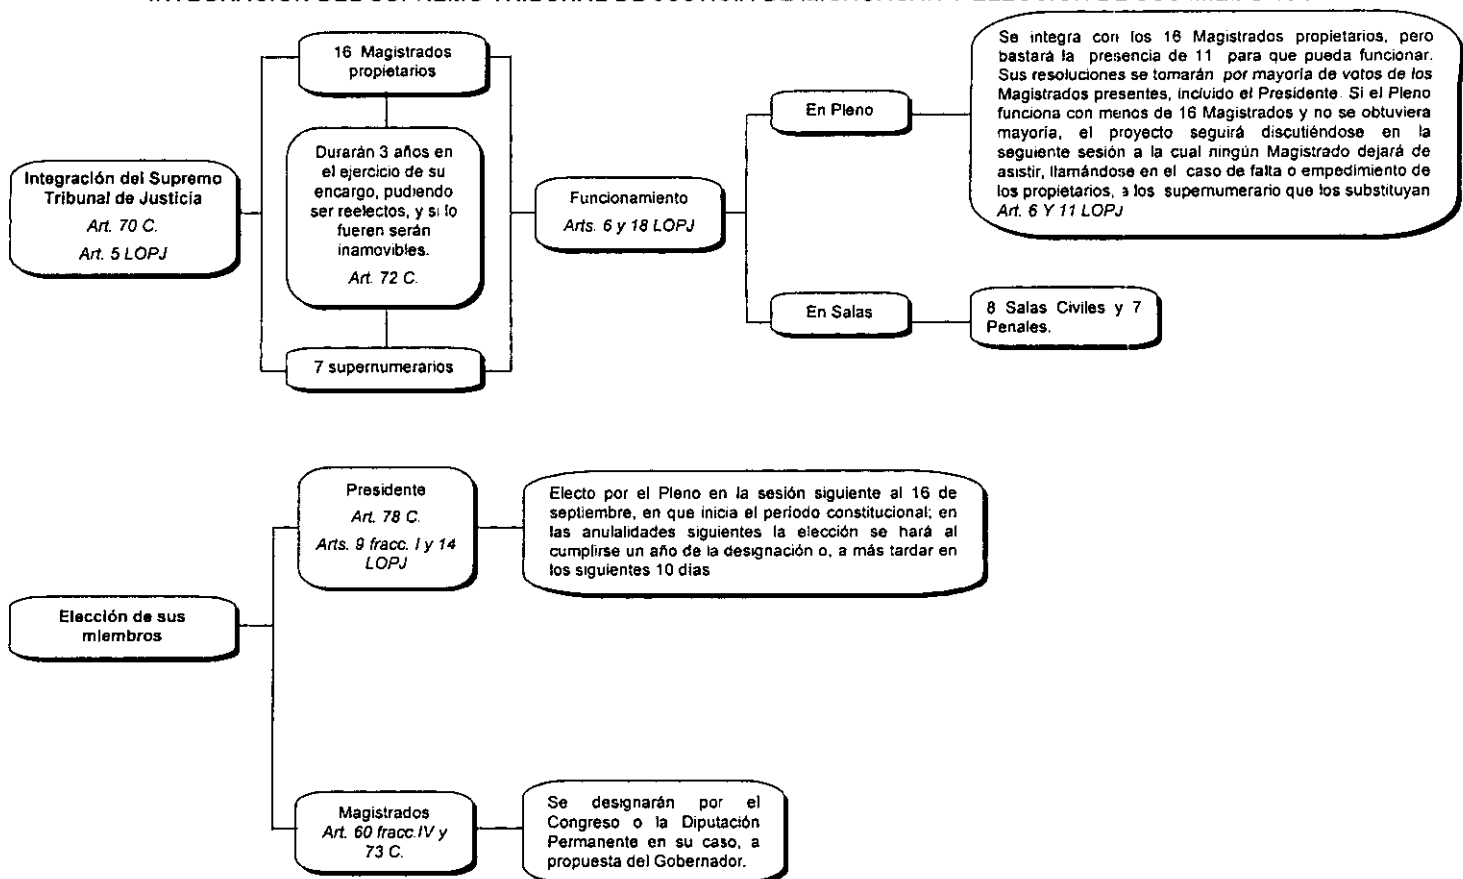 16 Magistrados
propietarios
Durarán 3 años en
el ejercicio de su
encargo, pudiendo
ser reelectos, y si lo
fueren serán
inamovibles.
Art. 72 C.
7 supernumerarios
Integración del Supremo
Tribunal de Justicia
Art. 70 C.
Art. 5 LOPJ
Funcionamiento
Arts. 6 y 18 LOPJ
En Pleno
Se integra con los 16 Magistrados propietarios, pero
bastará la presencia de 11 para que pueda funcionar.
Sus resoluciones se tomarán por mayoría de votos de los
Magistrados presentes, incluido el Presidente. Si el Pleno
funciona con menos de 16 Magistrados y no se obtuviera
mayoría, el proyecto seguirá discutiéndose en la
seguiente sesión a la cual ningún Magistrado dejará de
asistir, llamándose en el caso de falta o empedimiento de
los propietarios, a los supernumerario que los substituyan
Art. 6 Y 11 LOPJ
En Salas
8 Salas Civiles y 7
Penales.
Elección de sus
miembros
Presidente
Art. 78 C.
Arts. 9 fracc. I y 14
LOPJ
Electo por el Pleno en la sesión siguiente al 16 de
septiembre, en que inicia el período constitucional; en
las anulalidades siguientes la elección se hará al
cumplirse un año de la designación o, a más tardar en
los siguientes 10 días
Magistrados
Art. 60 fracc.IV y
73 C.
Se designarán por el
Congreso o la Diputación
Permanente en su caso, a
propuesta del Gobernador.